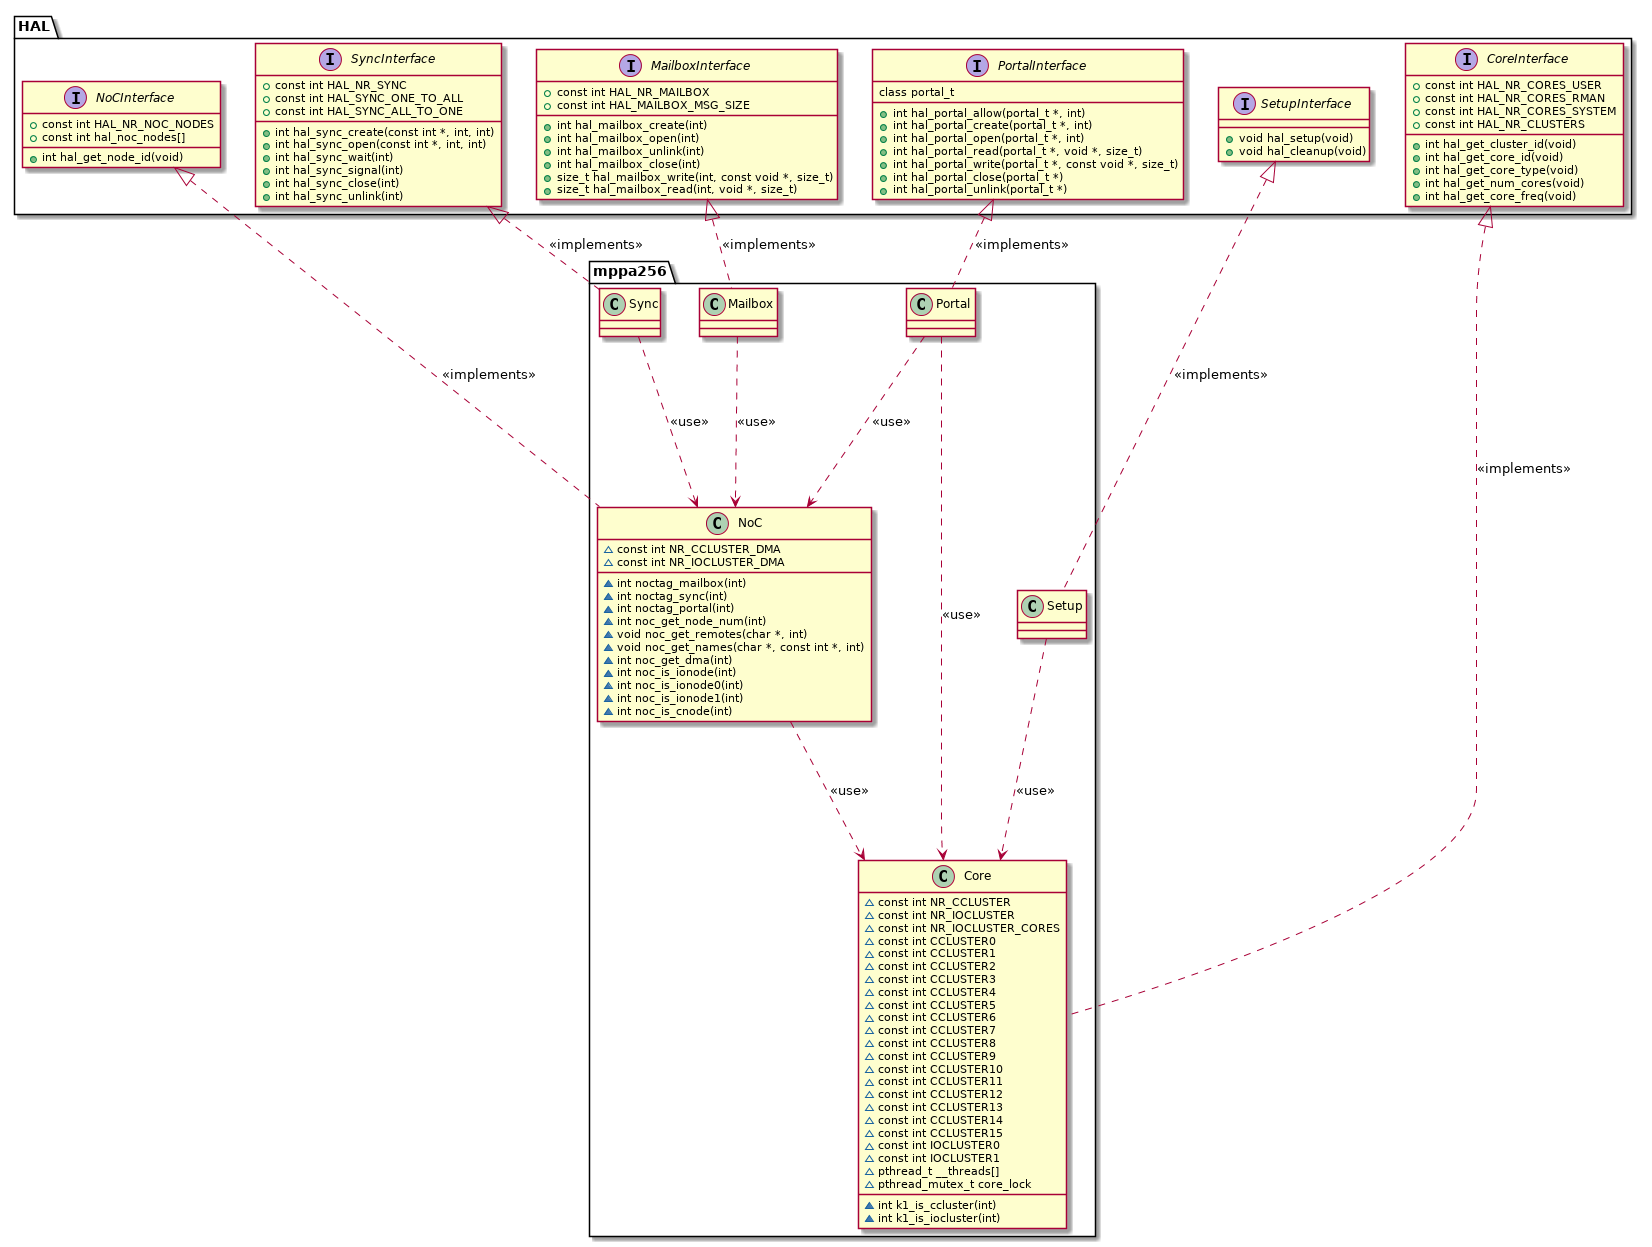 HAL
NoCInterface
const int HAL_NR_NOC_NODES
const int hal_noc_nodes[]
int hal_get_node_id(void)
SyncInterface
const int HAL_NR_SYNC
const int HAL_SYNC_ONE_TO_ALL
const int HAL_SYNC_ALL_TO_ONE
int hal_sync_create(const int *, int, int)
int hal_sync_open(const int *, int, int)
int hal_sync_wait(int)
int hal_sync_signal(int)
int hal_sync_close(int)
int hal_sync_unlink(int)
MailboxInterface
const int HAL_NR_MAILBOX
const int HAL_MAILBOX_MSG_SIZE
int hal_mailbox_create(int)
int hal_mailbox_open(int)
int hal_mailbox_unlink(int)
int hal_mailbox_close(int)
size_t hal_mailbox_write(int, const void *, size_t)
size_t hal_mailbox_read(int, void *, size_t)
PortalInterface
class portal_t
int hal_portal_allow(portal_t *, int)
int hal_portal_create(portal_t *, int)
int hal_portal_open(portal_t *, int)
int hal_portal_read(portal_t *, void *, size_t)
int hal_portal_write(portal_t *, const void *, size_t)
int hal_portal_close(portal_t *)
int hal_portal_unlink(portal_t *)
SetupInterface
void hal_setup(void)
void hal_cleanup(void)
CoreInterface
const int HAL_NR_CORES_USER
const int HAL_NR_CORES_RMAN
const int HAL_NR_CORES_SYSTEM
const int HAL_NR_CLUSTERS
int hal_get_cluster_id(void)
int hal_get_core_id(void)
int hal_get_core_type(void)
int hal_get_num_cores(void)
int hal_get_core_freq(void)
«implements»
«implements»
«implements»
mppa256
Sync
Mailbox
Portal
«implements»
«implements»
«use»
«use»
«use»
«implements»
NoC
const int NR_CCLUSTER_DMA
const int NR_IOCLUSTER_DMA
int noctag_mailbox(int)
int noctag_sync(int)
int noctag_portal(int)
int noc_get_node_num(int)
void noc_get_remotes(char *, int)
void noc_get_names(char *, const int *, int)
int noc_get_dma(int)
int noc_is_ionode(int)
int noc_is_ionode0(int)
int noc_is_ionode1(int)
int noc_is_cnode(int)
«use»
Setup
«use»
«use»
Core
const int NR_CCLUSTER
const int NR_IOCLUSTER
const int NR_IOCLUSTER_CORES
const int CCLUSTER0
const int CCLUSTER1
const int CCLUSTER2
const int CCLUSTER3
const int CCLUSTER4
const int CCLUSTER5
const int CCLUSTER6
const int CCLUSTER7
const int CCLUSTER8
const int CCLUSTER9
const int CCLUSTER10
const int CCLUSTER11
const int CCLUSTER12
const int CCLUSTER13
const int CCLUSTER14
const int CCLUSTER15
const int IOCLUSTER0
const int IOCLUSTER1
pthread_t __threads[]
pthread_mutex_t core_lock
int k1_is_ccluster(int)
int k1_is_iocluster(int)